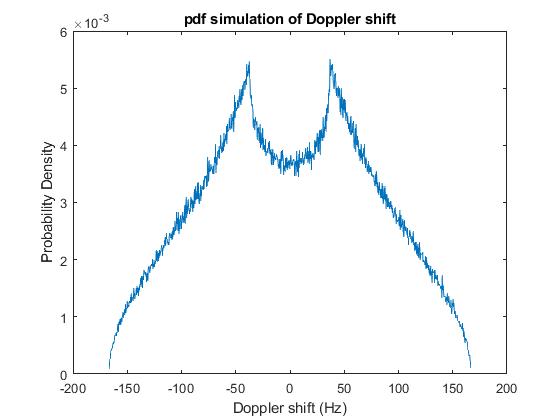 pdf simulation of Doppler shift
×10⁻³
6
5
4
3
2
1
0
Probability Density
-200 -150 -100 -50 0 50 100 150 200
Doppler shift (Hz)